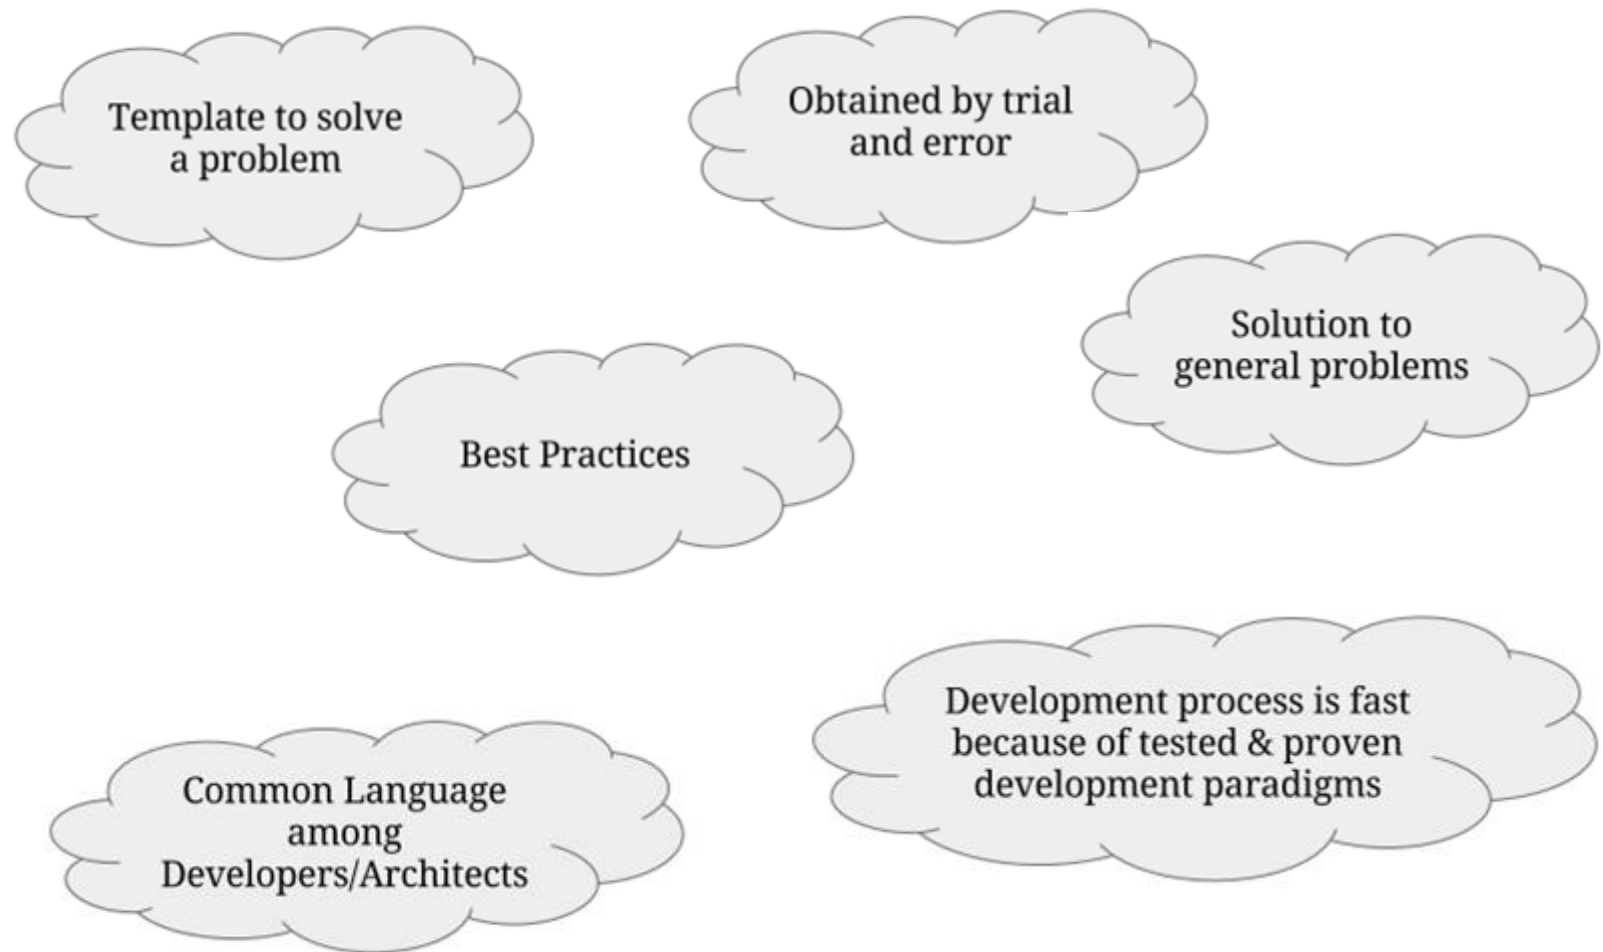 Template to solve
a problem
Obtained by trial
and error
Solution to
general problems
Best Practices
Development process is fast
because of tested & proven
development paradigms
Common Language
among
Developers/Architects